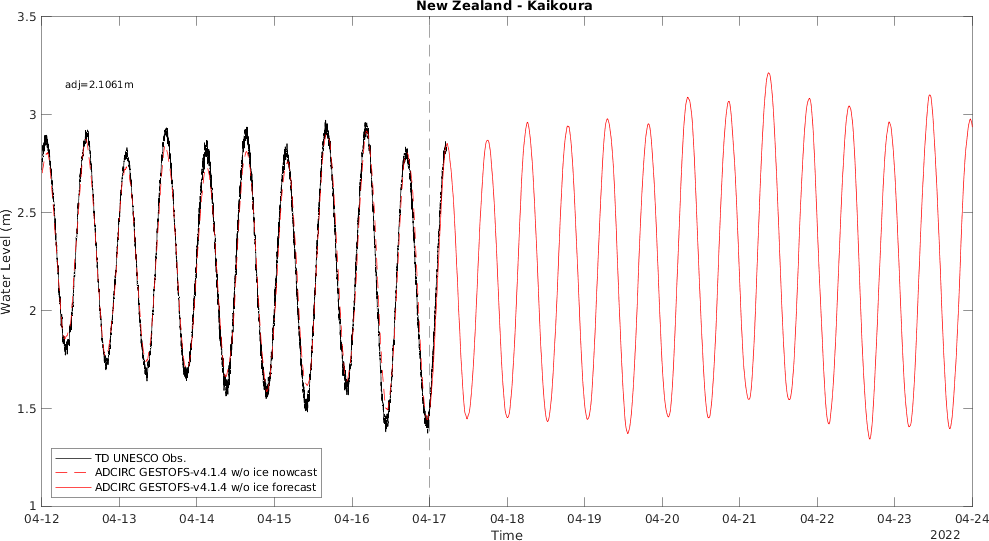 New Zealand - Kaikoura
adj=2.1061m
Water Level (m)
3.5
3
2.5
2
1.5
1
TD UNESCO Obs.
ADCIRC GESTOFS-v4.1.4 w/o ice nowcast
ADCIRC GESTOFS-v4.1.4 w/o ice forecast
04-12 04-13 04-14 04-15 04-16 04-17 04-18 04-19 04-20 04-21 04-22 04-23 04-24
Time
2022